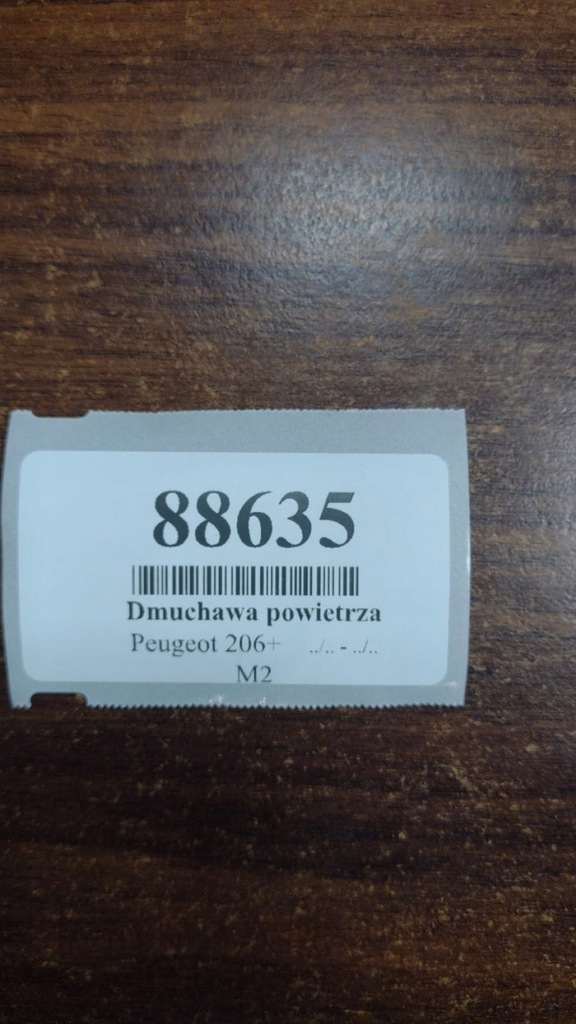 88635
Dmuchawa powietrza
Peugeot 206+ ../.. - ../..
M2